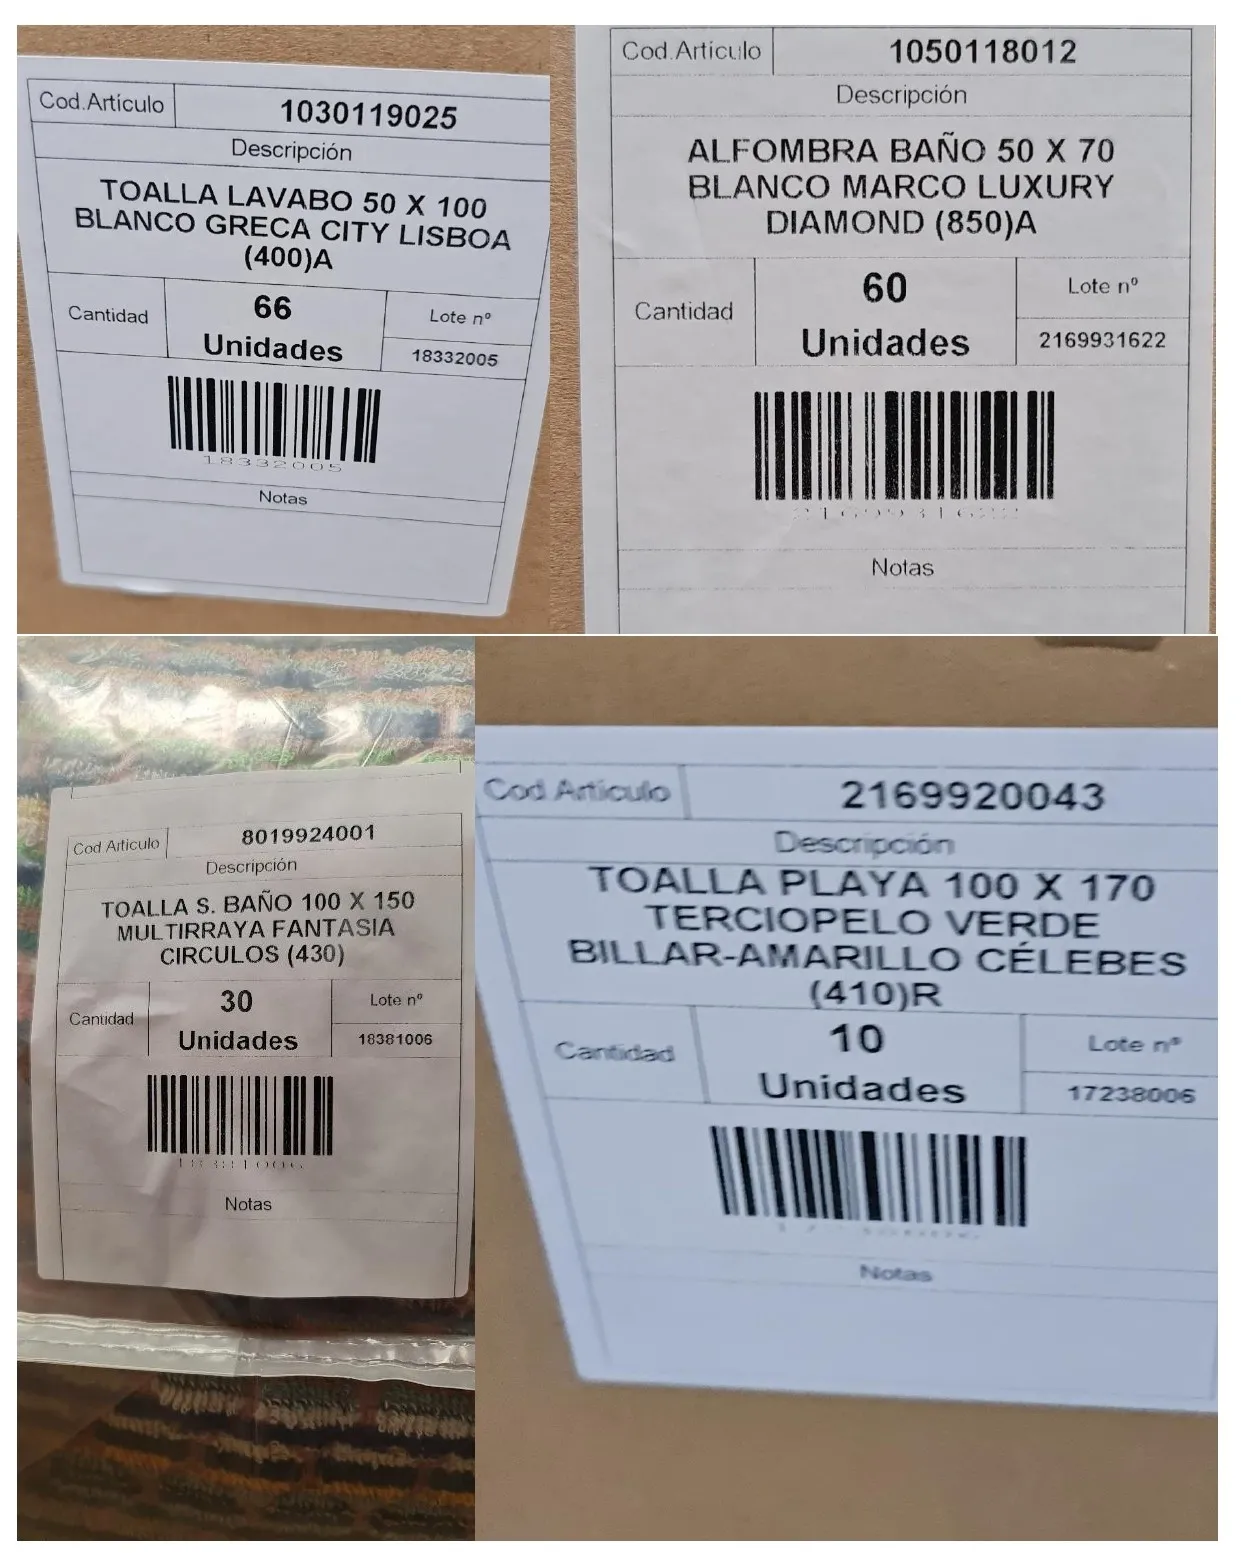 Cod.Artículo 1030119025
Descripción
TOALLA LAVABO 50 X 100
BLANCO GRECA CITY LISBOA
(400)A
Cantidad
66
Unidades
Lote nº
18332005
18332005
Notas
Cod.Artículo 1050118012
Descripción
ALFOMBRA BAÑO 50 X 70
BLANCO MARCO LUXURY
DIAMOND (850)A
Cantidad
60
Unidades
Lote nº
2169931622
2169931622
Notas
Cod Artículo 8019924001
Descripción
TOALLA S. BAÑO 100 X 150
MULTIRRAYA FANTASIA
CIRCULOS (430)
Cantidad
30
Unidades
Lote nº
18381006
18381006
Notas
Cod Artículo 2169920043
Descripción
TOALLA PLAYA 100 X 170
TERCIOPELO VERDE
BILLAR-AMARILLO CÉLEBES
(410)R
Cantidad
10
Unidades
Lote nº
17238006
Notas